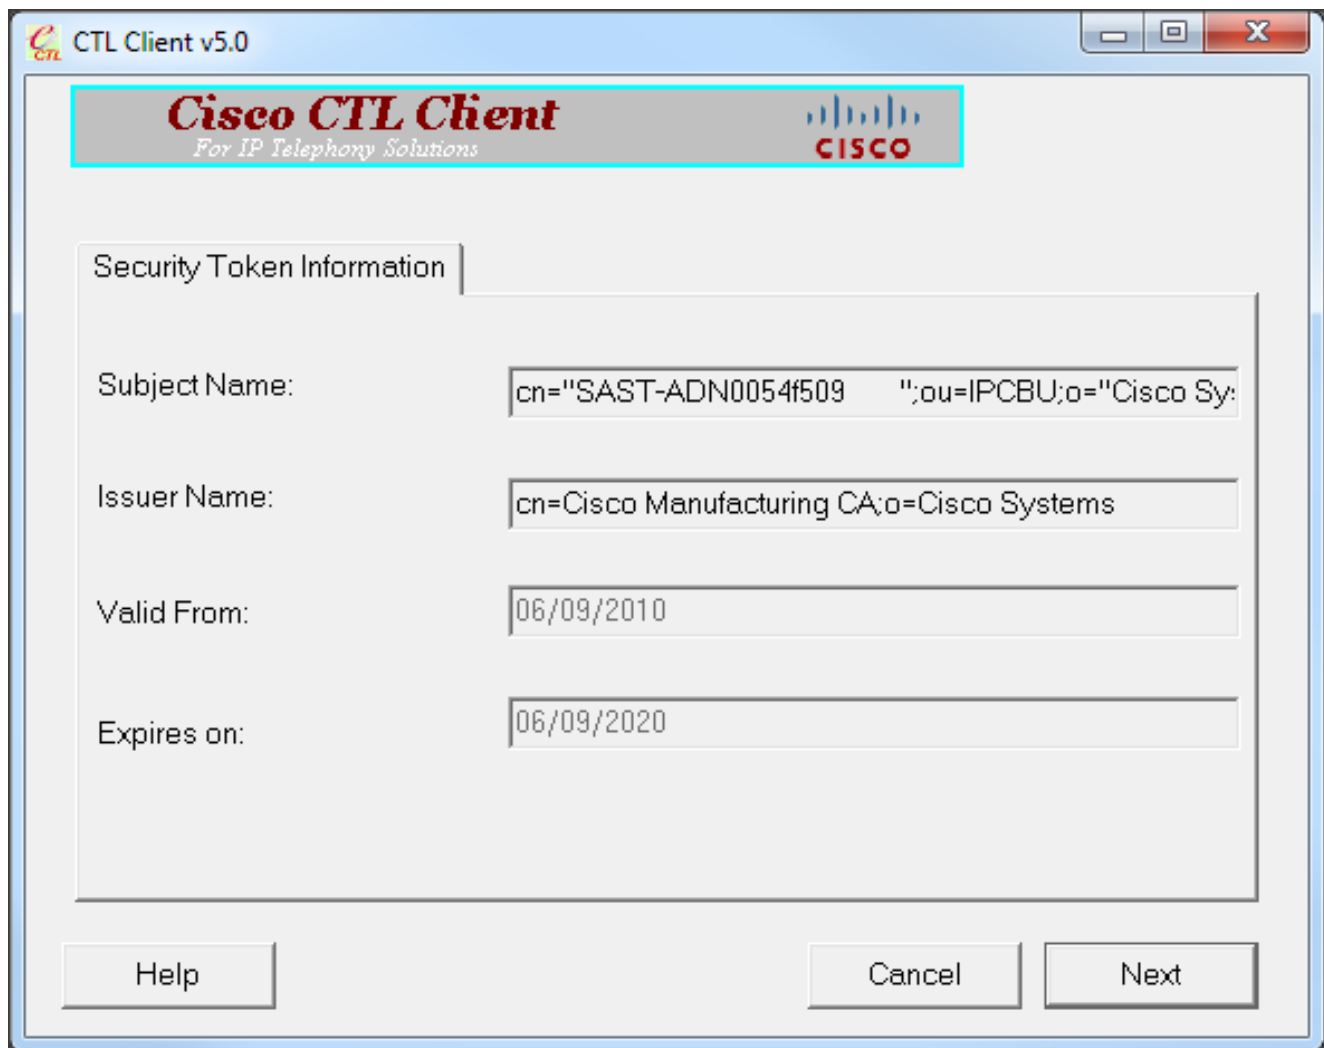 CTL Client v5.0
Cisco CTL Client
For IP Telephony Solutions
CISCO
Security Token Information
Subject Name:
cn="SAST-ADN0054f509      ";ou=IPCBU;o="Cisco Sys
Issuer Name:
cn=Cisco Manufacturing CA;o=Cisco Systems
Valid From:
06/09/2010
Expires on:
06/09/2020
Help
Cancel
Next